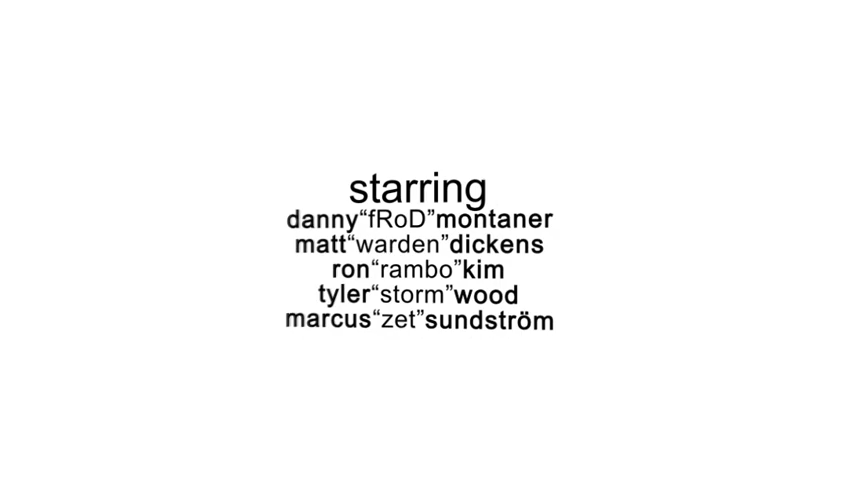 starring
danny“fRoD”montaner
matt“warden”dickens
ron“rambo”kim
tyler“storm”wood
marcus“zet”sundström